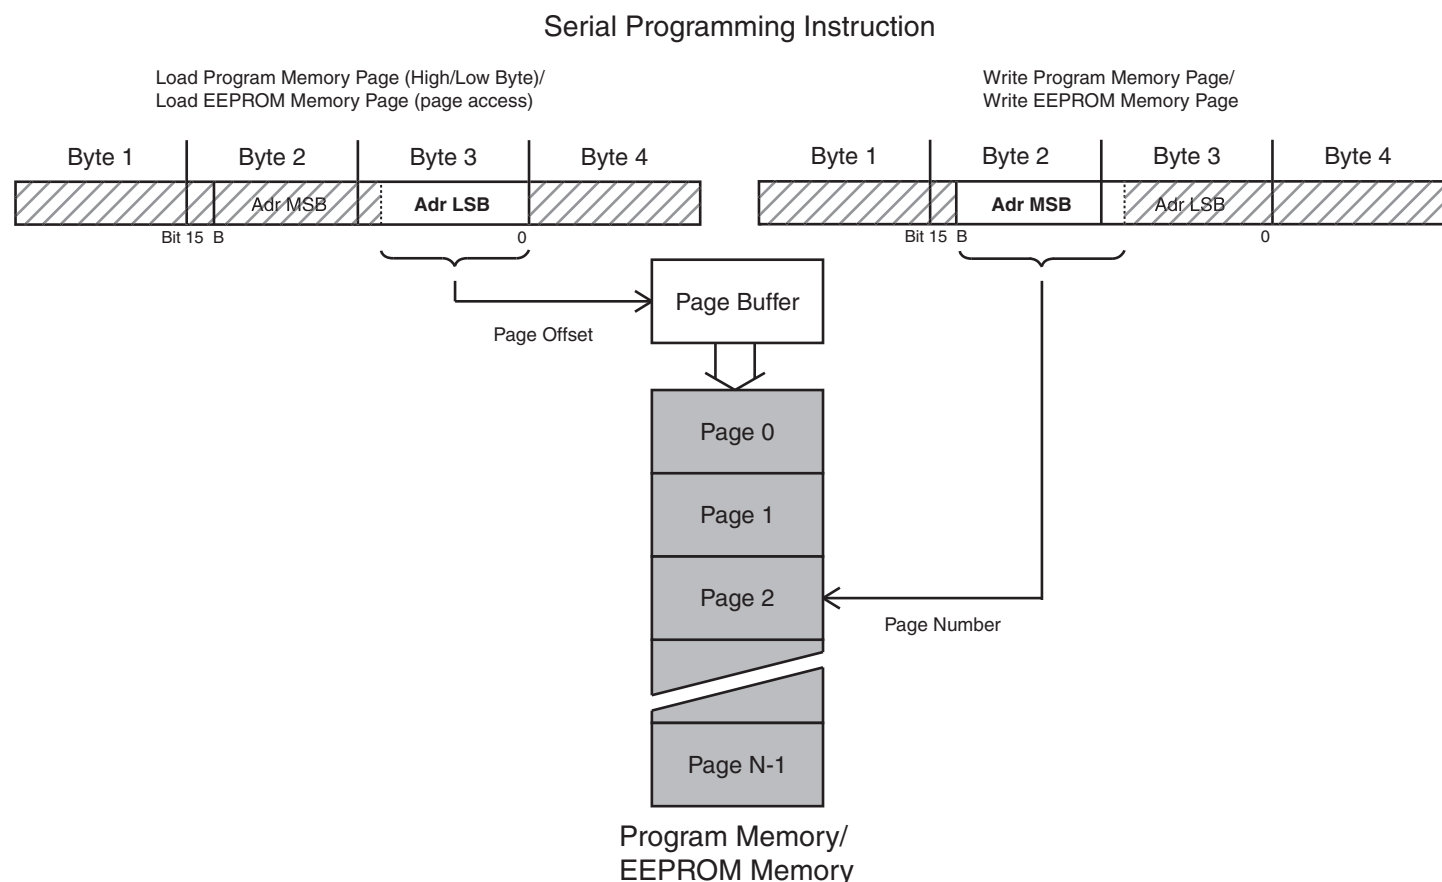 Serial Programming Instruction
Load Program Memory Page (High/Low Byte)/
Load EEPROM Memory Page (page access)
Write Program Memory Page/
Write EEPROM Memory Page
Byte 1 Byte 2 Byte 3 Byte 4
Adr MSB Adr LSB
Bit 15 B 0
Byte 1 Byte 2 Byte 3 Byte 4
Adr MSB Adr LSB
Bit 15 B 0
Page Buffer
Page Offset
Page 0
Page 1
Page 2
Page Number
Page N-1
Program Memory/
EEPROM Memory